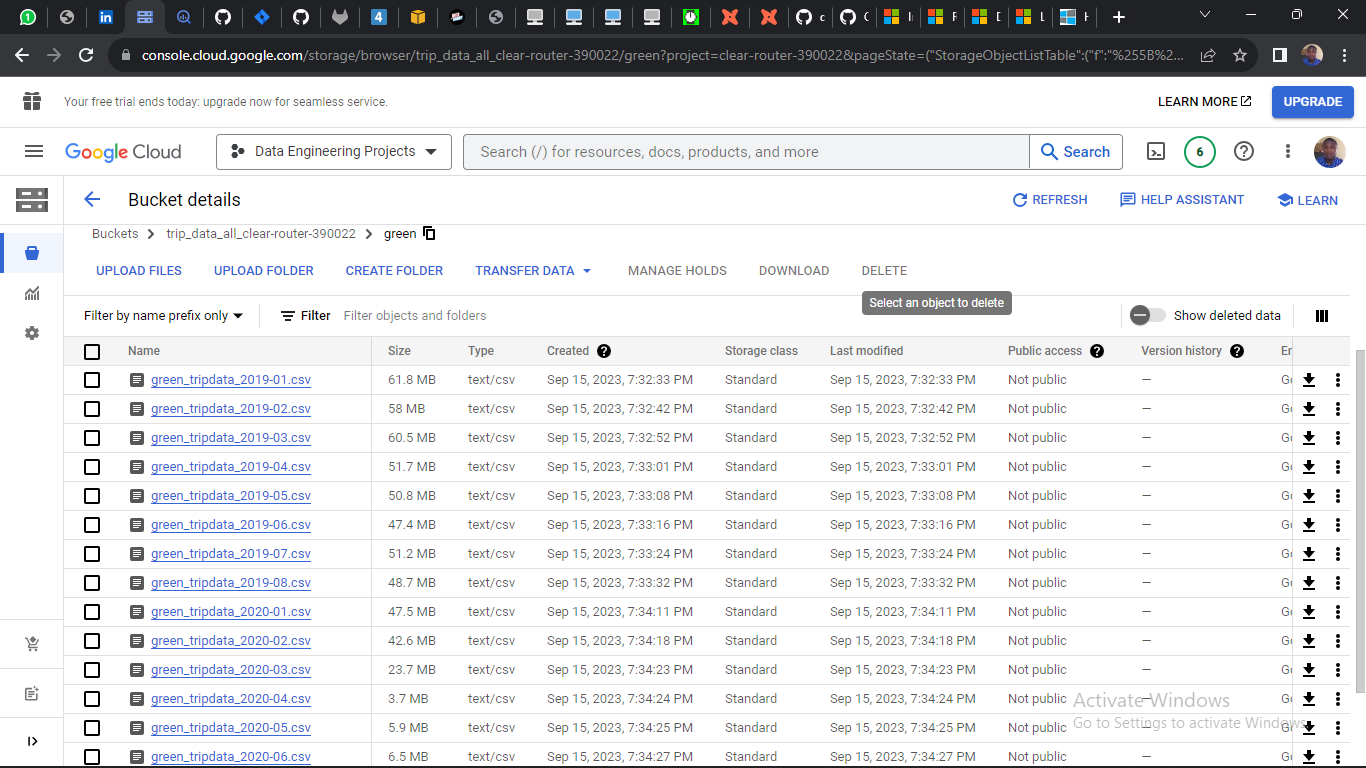 console.cloud.google.com/storage/browser/trip_data_all_clear-router-390022/green?project=clear-router-390022&pageState=("StorageObjectListTable":("f":"%255B%2...
Your free trial ends today: upgrade now for seamless service.
LEARN MORE
UPGRADE
Google Cloud
Data Engineering Projects
Search (/) for resources, docs, products, and more
Search
6
Bucket details
REFRESH
HELP ASSISTANT
LEARN
Buckets
trip_data_all_clear-router-390022
green
UPLOAD FILES UPLOAD FOLDER CREATE FOLDER TRANSFER DATA MANAGE HOLDS DOWNLOAD DELETE
Select an object to delete
Filter by name prefix only Filter Filter objects and folders Show deleted data
Name Size Type Created Storage class Last modified Public access Version history
green_tripdata_2019-01.csv 61.8 MB text/csv Sep 15, 2023, 7:32:33 PM Standard Sep 15, 2023, 7:32:33 PM Not public —
green_tripdata_2019-02.csv 58 MB text/csv Sep 15, 2023, 7:32:42 PM Standard Sep 15, 2023, 7:32:42 PM Not public —
green_tripdata_2019-03.csv 60.5 MB text/csv Sep 15, 2023, 7:32:52 PM Standard Sep 15, 2023, 7:32:52 PM Not public —
green_tripdata_2019-04.csv 51.7 MB text/csv Sep 15, 2023, 7:33:01 PM Standard Sep 15, 2023, 7:33:01 PM Not public —
green_tripdata_2019-05.csv 50.8 MB text/csv Sep 15, 2023, 7:33:08 PM Standard Sep 15, 2023, 7:33:08 PM Not public —
green_tripdata_2019-06.csv 47.4 MB text/csv Sep 15, 2023, 7:33:16 PM Standard Sep 15, 2023, 7:33:16 PM Not public —
green_tripdata_2019-07.csv 51.2 MB text/csv Sep 15, 2023, 7:33:24 PM Standard Sep 15, 2023, 7:33:24 PM Not public —
green_tripdata_2019-08.csv 48.7 MB text/csv Sep 15, 2023, 7:33:32 PM Standard Sep 15, 2023, 7:33:32 PM Not public —
green_tripdata_2020-01.csv 47.5 MB text/csv Sep 15, 2023, 7:34:11 PM Standard Sep 15, 2023, 7:34:11 PM Not public —
green_tripdata_2020-02.csv 42.6 MB text/csv Sep 15, 2023, 7:34:18 PM Standard Sep 15, 2023, 7:34:18 PM Not public —
green_tripdata_2020-03.csv 23.7 MB text/csv Sep 15, 2023, 7:34:23 PM Standard Sep 15, 2023, 7:34:23 PM Not public —
green_tripdata_2020-04.csv 3.7 MB text/csv Sep 15, 2023, 7:34:24 PM Standard Sep 15, 2023, 7:34:24 PM Not public —
green_tripdata_2020-05.csv 5.9 MB text/csv Sep 15, 2023, 7:34:25 PM Standard Sep 15, 2023, 7:34:25 PM Not public —
green_tripdata_2020-06.csv 6.5 MB text/csv Sep 15, 2023, 7:34:27 PM Standard Sep 15, 2023, 7:34:27 PM Not public —
Activate Windows
Go to Settings to activate Windows.